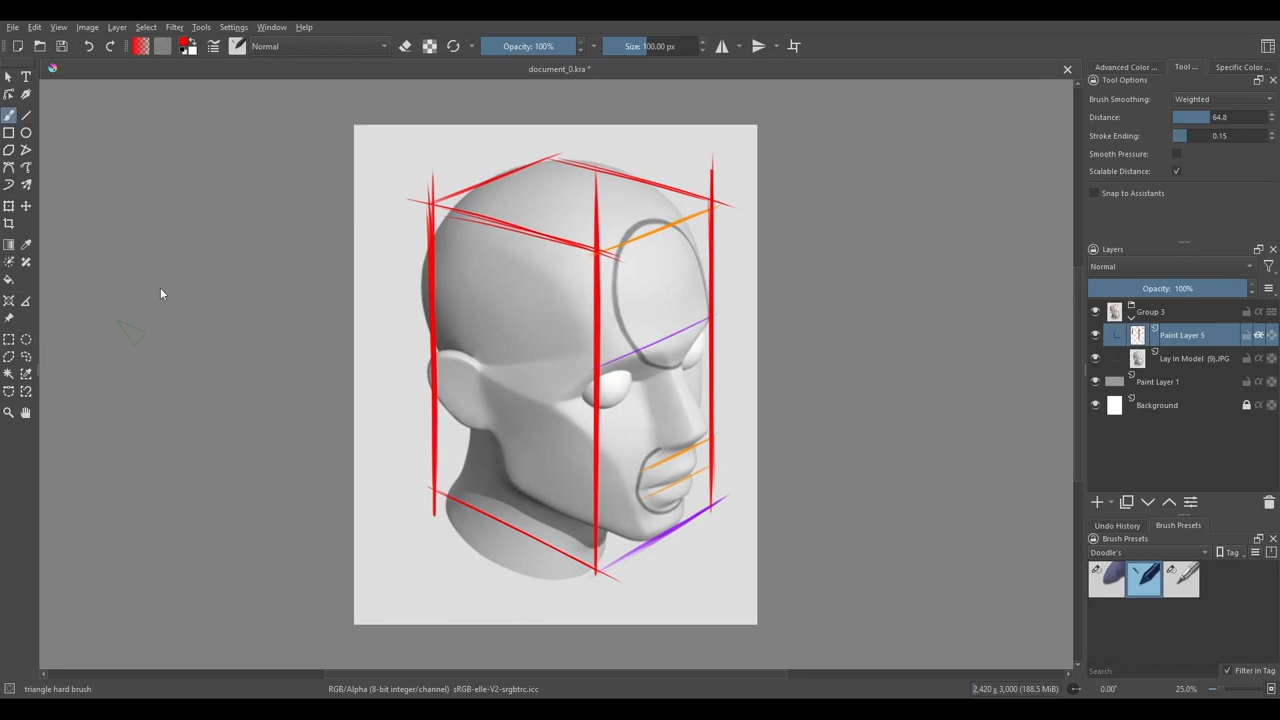 File Edit View Image Layer Select Filter Tools Settings Window Help
Normal Opacity: 100% Size: 100.00 px
document_0.kra *
Advanced Color ... Tool ... Specific Color ...
Tool Options
Brush Smoothing: Weighted
Distance: 64.8
Stroke Ending: 0.15
Smooth Pressure:
Scalable Distance:
Snap to Assistants
Layers
Normal
Opacity: 100%
Group 3
Paint Layer 5
Lay In Model (9).JPG
Paint Layer 1
Background
Undo History Brush Presets
Brush Presets
Doodle's Tag
Search Filter in Tag
triangle hard brush RGB/Alpha (8-bit integer/channel) sRGB-elle-V2-srgbtrc.icc 2,420 x 3,000 (188.5 MiB) 0.00° 25.0%